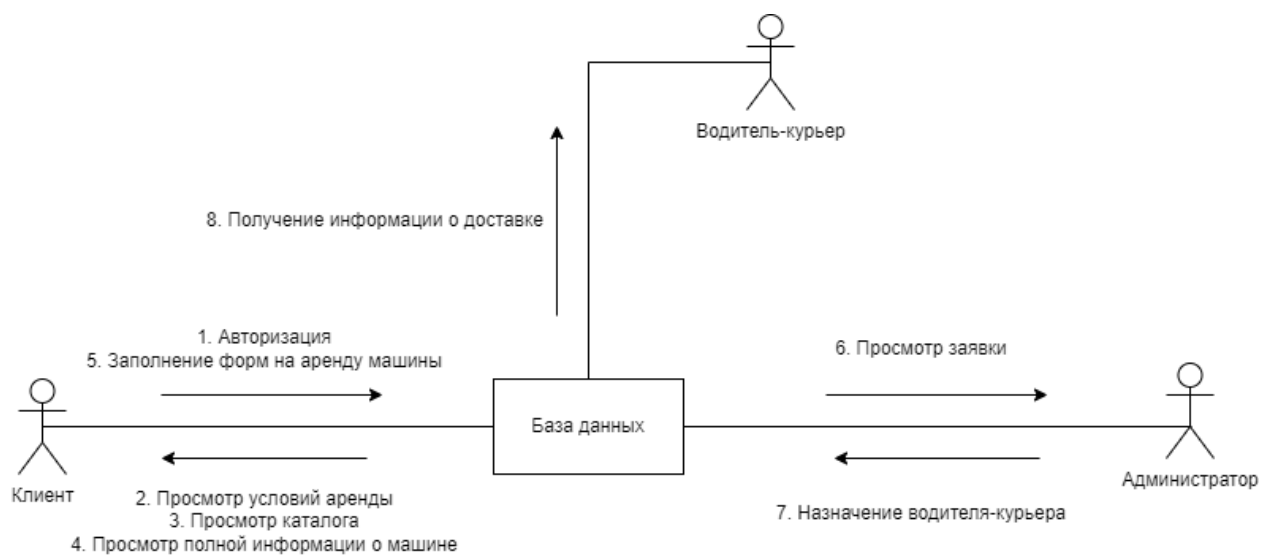 Водитель-курьер
8. Получение информации о доставке
1. Авторизация
5. Заполнение форм на аренду машины
6. Просмотр заявки
База данных
Клиент
Администратор
2. Просмотр условий аренды
3. Просмотр каталога
4. Просмотр полной информации о машине
7. Назначение водителя-курьера